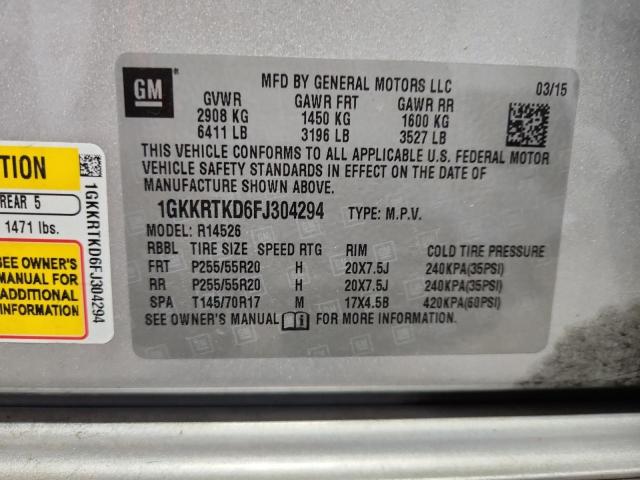 GM
MFD BY GENERAL MOTORS LLC 03/15
GVWR GAWR FRT GAWR RR
2908 KG 1450 KG 1600 KG
6411 LB 3196 LB 3527 LB
THIS VEHICLE CONFORMS TO ALL APPLICABLE U.S. FEDERAL MOTOR
VEHICLE SAFETY STANDARDS IN EFFECT ON THE DATE OF
MANUFACTURE SHOWN ABOVE.
1GKKRTKD6FJ304294 TYPE: M.P.V.
MODEL: R14526
RBBL TIRE SIZE SPEED RTG RIM COLD TIRE PRESSURE
FRT P255/55R20 H 20X7.5J 240KPA(35PSI)
RR P255/55R20 H 20X7.5J 240KPA(35PSI)
SPA T145/70R17 M 17X4.5B 420KPA(60PSI)
SEE OWNER'S MANUAL FOR MORE INFORMATION.
TION
REAR 5
1471 lbs.
SEE OWNER'S
MANUAL FOR
ADDITIONAL
INFORMATION
1GKKRTKD6FJ304294